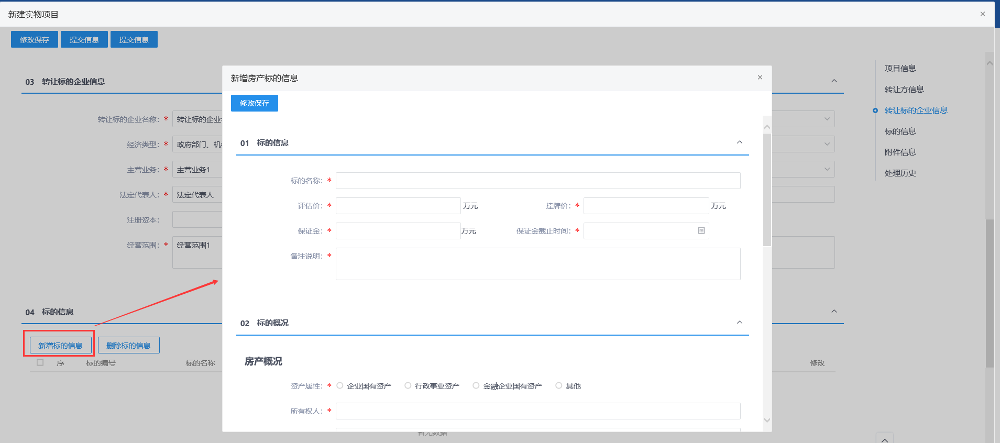 新建实物项目
修改保存 提交信息 提交信息
03 转让标的企业信息
转让标的企业名称： * 转让标的企业
经济类型： * 政府部门、机
主营业务： * 主营业务1
法定代表人： * 法定代表人
注册资本：
经营范围： * 经营范围1
04 标的信息
新增标的信息 删除标的信息
序 标的编号 标的名称 修改
暂无数据
新增房产标的信息
修改保存
01 标的信息
标的名称： *
评估价： * 万元 挂牌价： * 万元
保证金： * 万元 保证金截止时间： *
备注说明： *
02 标的概况
房产概况
资产属性： * 企业国有资产 行政事业资产 金融企业国有资产 其他
所有权人： *
项目信息
转让方信息
转让标的企业信息
标的信息
附件信息
处理历史